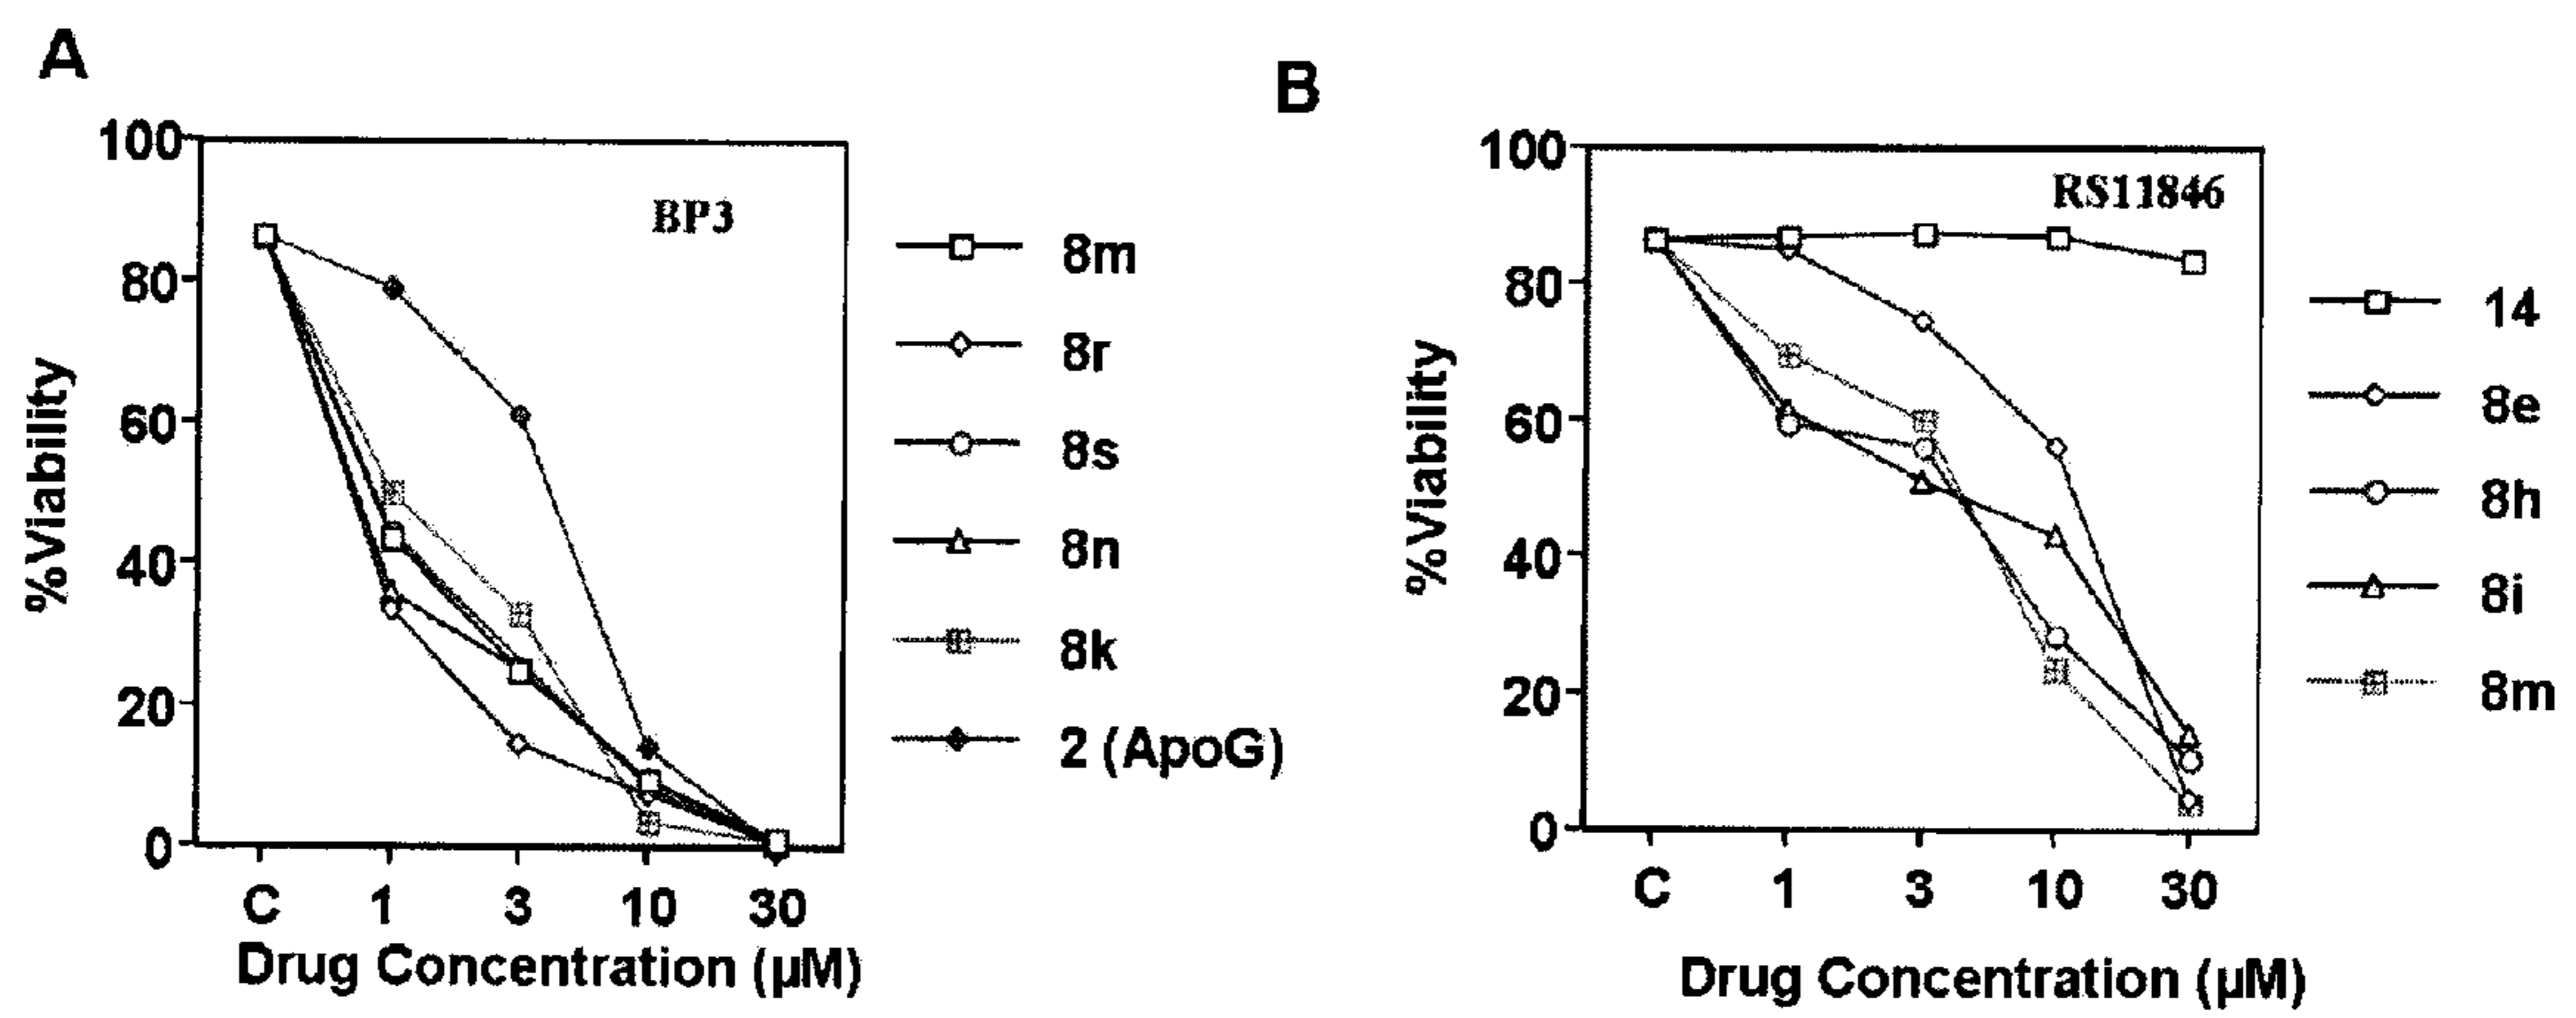 A
100
80
60
40
20
0
%Viability
BP3
C 1 3 10 30
Drug Concentration (µM)
8m
8r
8s
8n
8k
2 (ApoG)
B
100
80
60
40
20
0
%Viability
RS11846
C 1 3 10 30
Drug Concentration (µM)
14
8e
8h
8i
8m